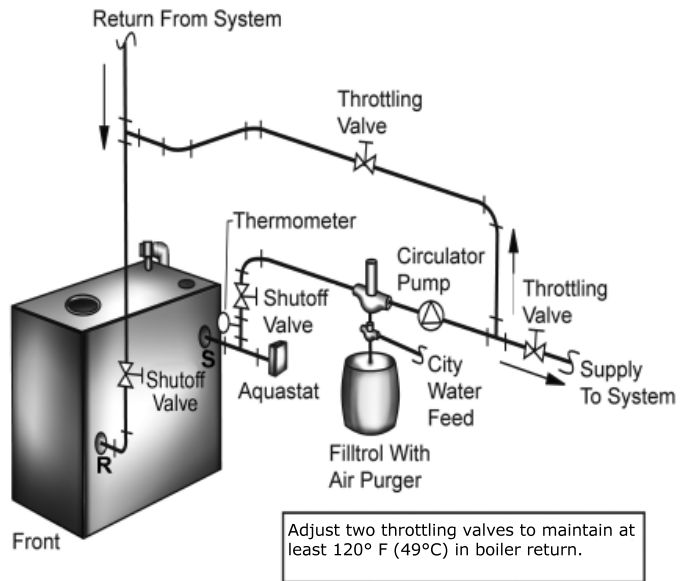 Return From System
Throttling
Valve
Thermometer
Circulator
Pump
Throttling
Valve
Shutoff
Valve
S
Shutoff
Valve
Aquastat
City
Water
Feed
Supply
To System
R
Filltrol With
Air Purger
Front
Adjust two throttling valves to maintain at
least 120° F (49°C) in boiler return.